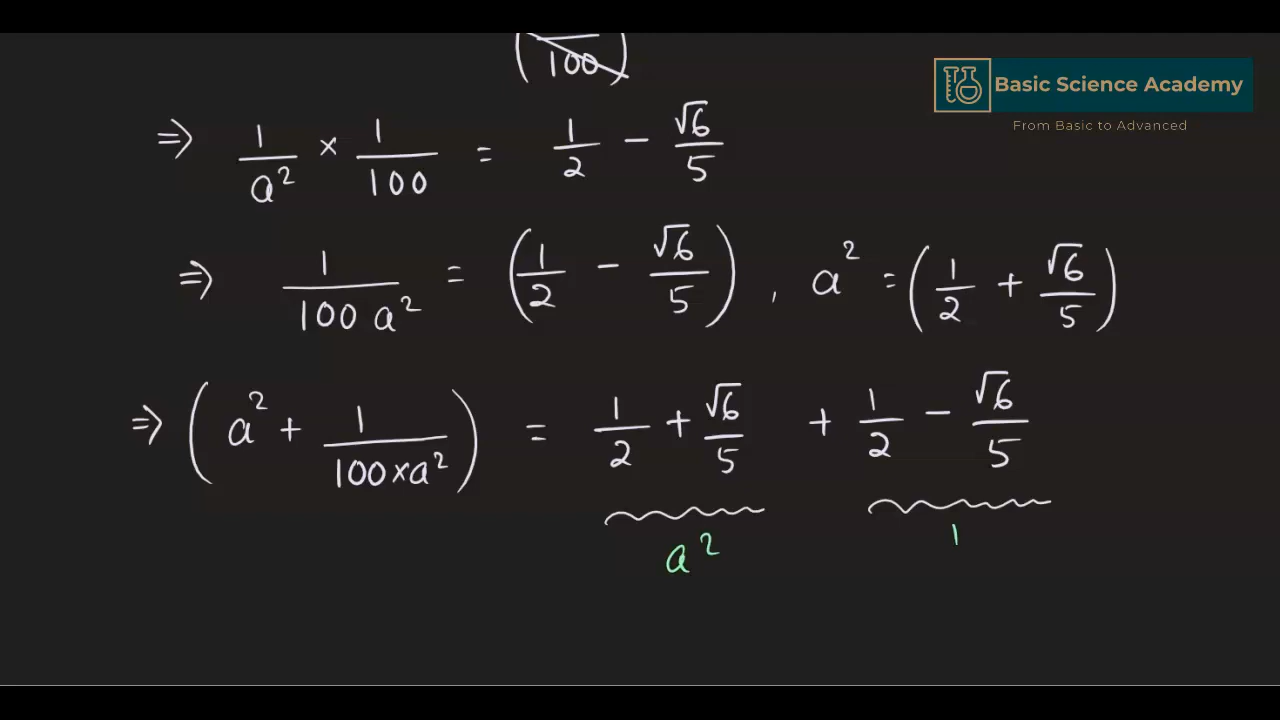 (‾/100)
Basic Science Academy
From Basic to Advanced
⇒ 1/a² × 1/100 = 1/2 − √6/5
⇒ 1/(100 a²) = (1/2 − √6/5), a² = (1/2 + √6/5)
⇒ (a² + 1/(100×a²)) = 1/2 + √6/5 + 1/2 − √6/5
a² 1